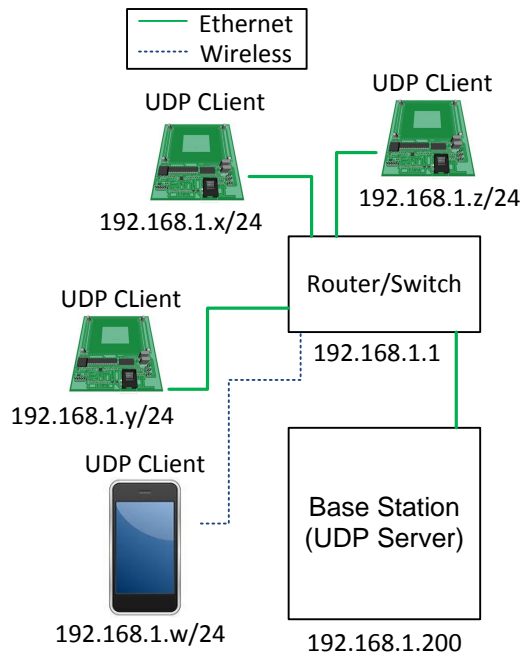 Ethernet
Wireless
UDP CLient
UDP CLient
192.168.1.z/24
192.168.1.x/24
Router/Switch
UDP CLient
192.168.1.1
192.168.1.y/24
UDP CLient
Base Station
(UDP Server)
192.168.1.w/24
192.168.1.200